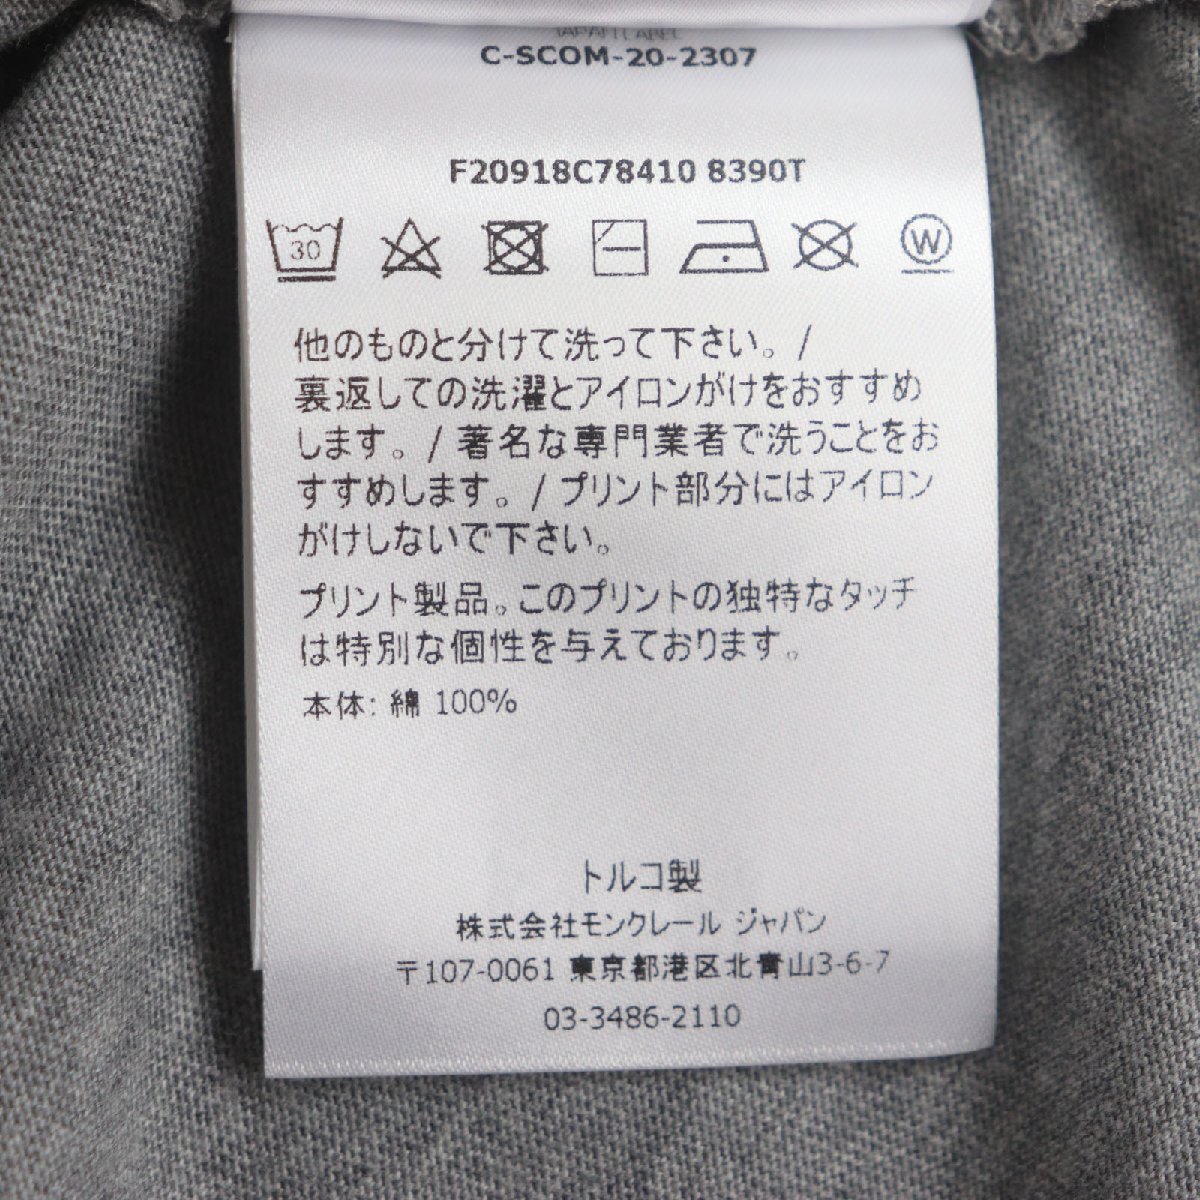 JAPAN LABEL
C-SCOM-20-2307
F20918C78410 8390T
30
W
他のものと分けて洗って下さい。/
裏返しての洗濯とアイロンがけをおすすめ
します。/ 著名な専門業者で洗うことをお
すすめします。/ プリント部分にはアイロン
がけしないで下さい。
プリント製品。このプリントの独特なタッチ
は特別な個性を与えております。
本体: 綿 100%
トルコ製
株式会社モンクレール ジャパン
〒107-0061 東京都港区北青山3-6-7
03-3486-2110